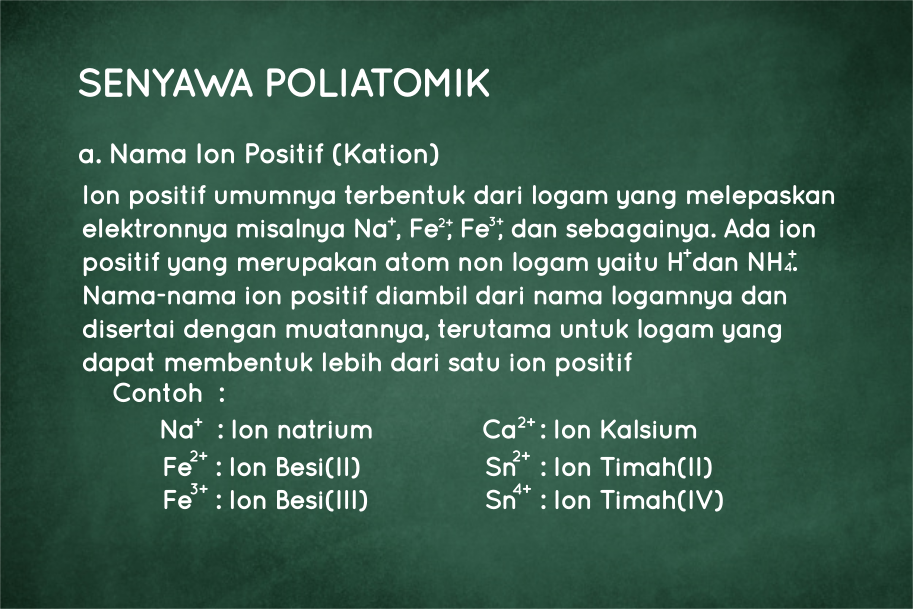 SENYAWA POLIATOMIK
a. Nama Ion Positif (Kation)
Ion positif umumnya terbentuk dari logam yang melepaskan
elektronnya misalnya Na⁺, Fe²⁺, Fe³⁺, dan sebagainya. Ada ion
positif yang merupakan atom non logam yaitu H⁺dan NH₄⁺.
Nama-nama ion positif diambil dari nama logamnya dan
disertai dengan muatannya, terutama untuk logam yang
dapat membentuk lebih dari satu ion positif
Contoh :
Na⁺ : Ion natrium Ca²⁺ : Ion Kalsium
Fe²⁺ : Ion Besi(II) Sn²⁺ : Ion Timah(II)
Fe³⁺ : Ion Besi(III) Sn⁴⁺ : Ion Timah(IV)